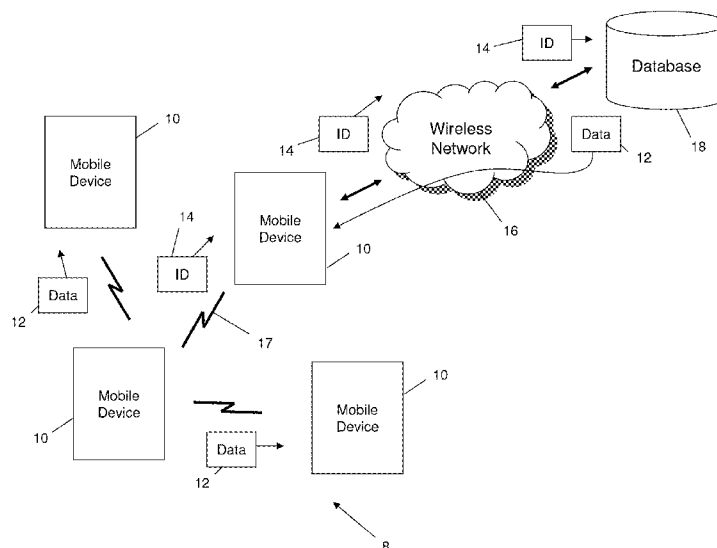 14
ID
Database
10
ID
Wireless
Network
Data
14
12
18
Mobile
Device
14
Mobile
Device
16
ID
10
Data
12
17
10
Mobile
Device
Mobile
Device
10
Data
12
8